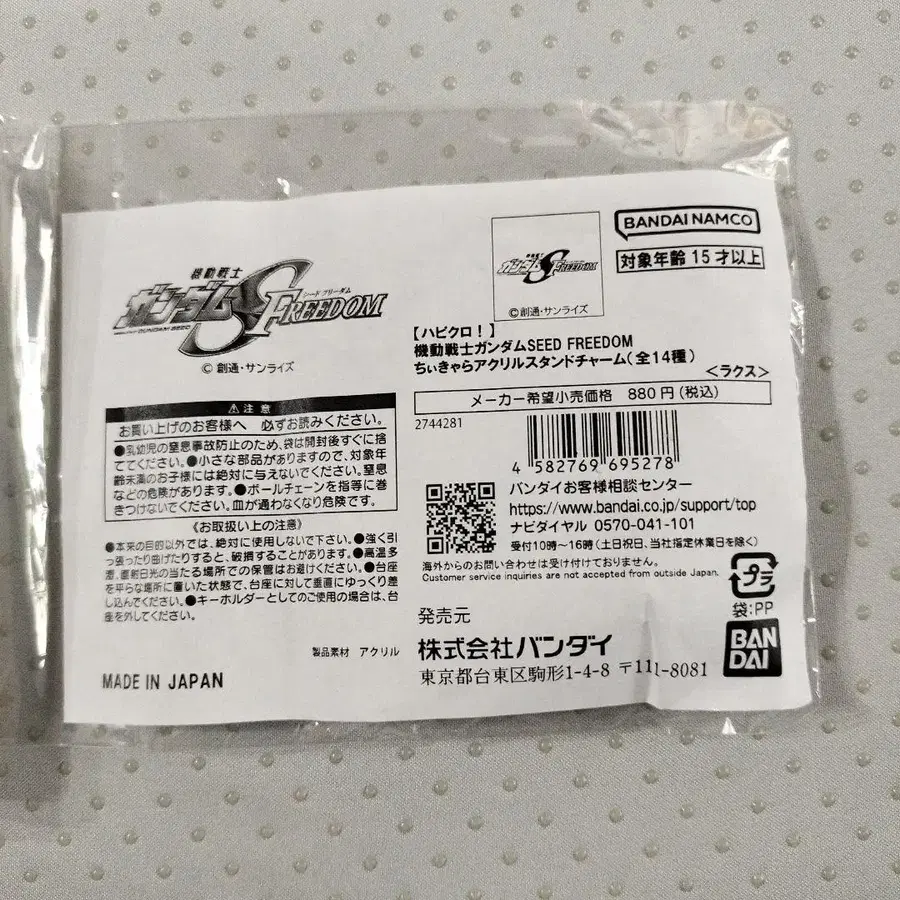 機動戦士
ガンダムS FREEDOM
シード フリーダム
GUNDAM SEED
© 創通・サンライズ
⚠注意
お買い上げのお客様へ 必ずお読みください。
●乳幼児の窒息事故防止のため、袋は開封後すぐに捨
ててください。●小さな部品がありますので、対象年
齢未満のお子様には絶対に与えないでください。窒息
などの危険があります。●ボールチェーンを指等に巻
きつけないでください。血が通わなくなり危険です。
《お取扱い上の注意》
●本来の目的以外では、絶対に使用しないで下さい。●強く引
っ張ったり曲げたりすると、破損することがあります。●高温多
湿、直射日光の当たる場所での保管はお避けください。●台座
を平らな場所に置いた状態で、台座に対して垂直にゆっくり差
し込んでください。●キーホルダーとしてのご使用の場合は、台
座を外してください。
製品素材 アクリル
MADE IN JAPAN
ガンダムS FREEDOM
©創通・サンライズ
BANDAI NAMCO
対象年齢 15才以上
【ハピクロ！】
機動戦士ガンダムSEED FREEDOM
ちぃきゃらアクリルスタンドチャーム(全14種)
<ラクス>
メーカー希望小売価格 880円(税込)
2744281
4 582769 695278
バンダイお客様相談センター
https://www.bandai.co.jp/support/top
ナビダイヤル 0570-041-101
受付10時〜16時(土日祝日、当社指定休業日を除く)
海外からのお問い合わせは受け付けておりません。
Customer service inquiries are not accepted from outside Japan.
プラ
袋:PP
発売元
株式会社バンダイ
東京都台東区駒形1-4-8 〒111-8081
BAN
DAI